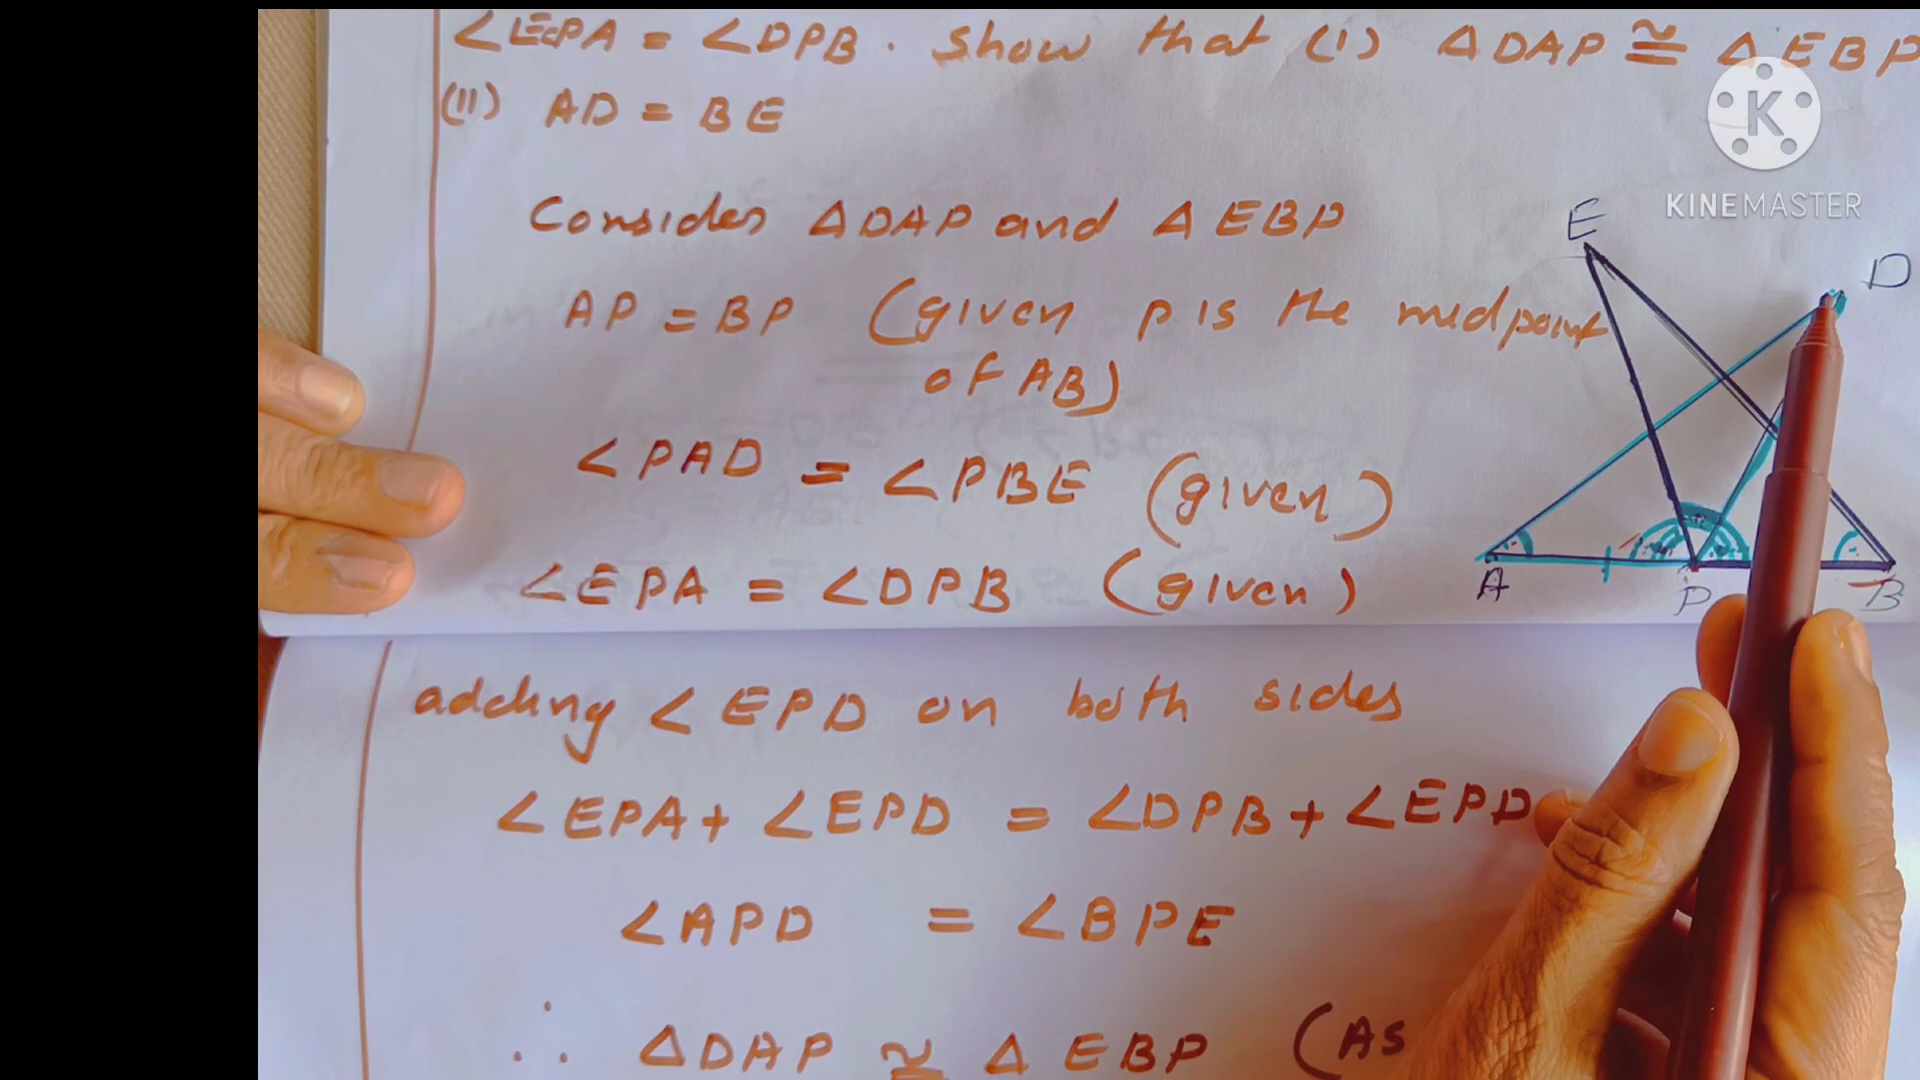 ∠EPA = ∠DPB. Show that (I) ΔDAP ≅ ΔEBP
(II) AD = BE
Consider ΔDAP and ΔEBP
AP = BP (given P is the midpoint
of AB)
∠PAD = ∠PBE (given)
∠EPA = ∠DPB (given)
adding ∠EPD on both sides
∠EPA + ∠EPD = ∠DPB + ∠EPD
∠APD = ∠BPE
∴ ΔDAP ≅ ΔEBP (AS
K
KINEMASTER
E
D
A
P
B